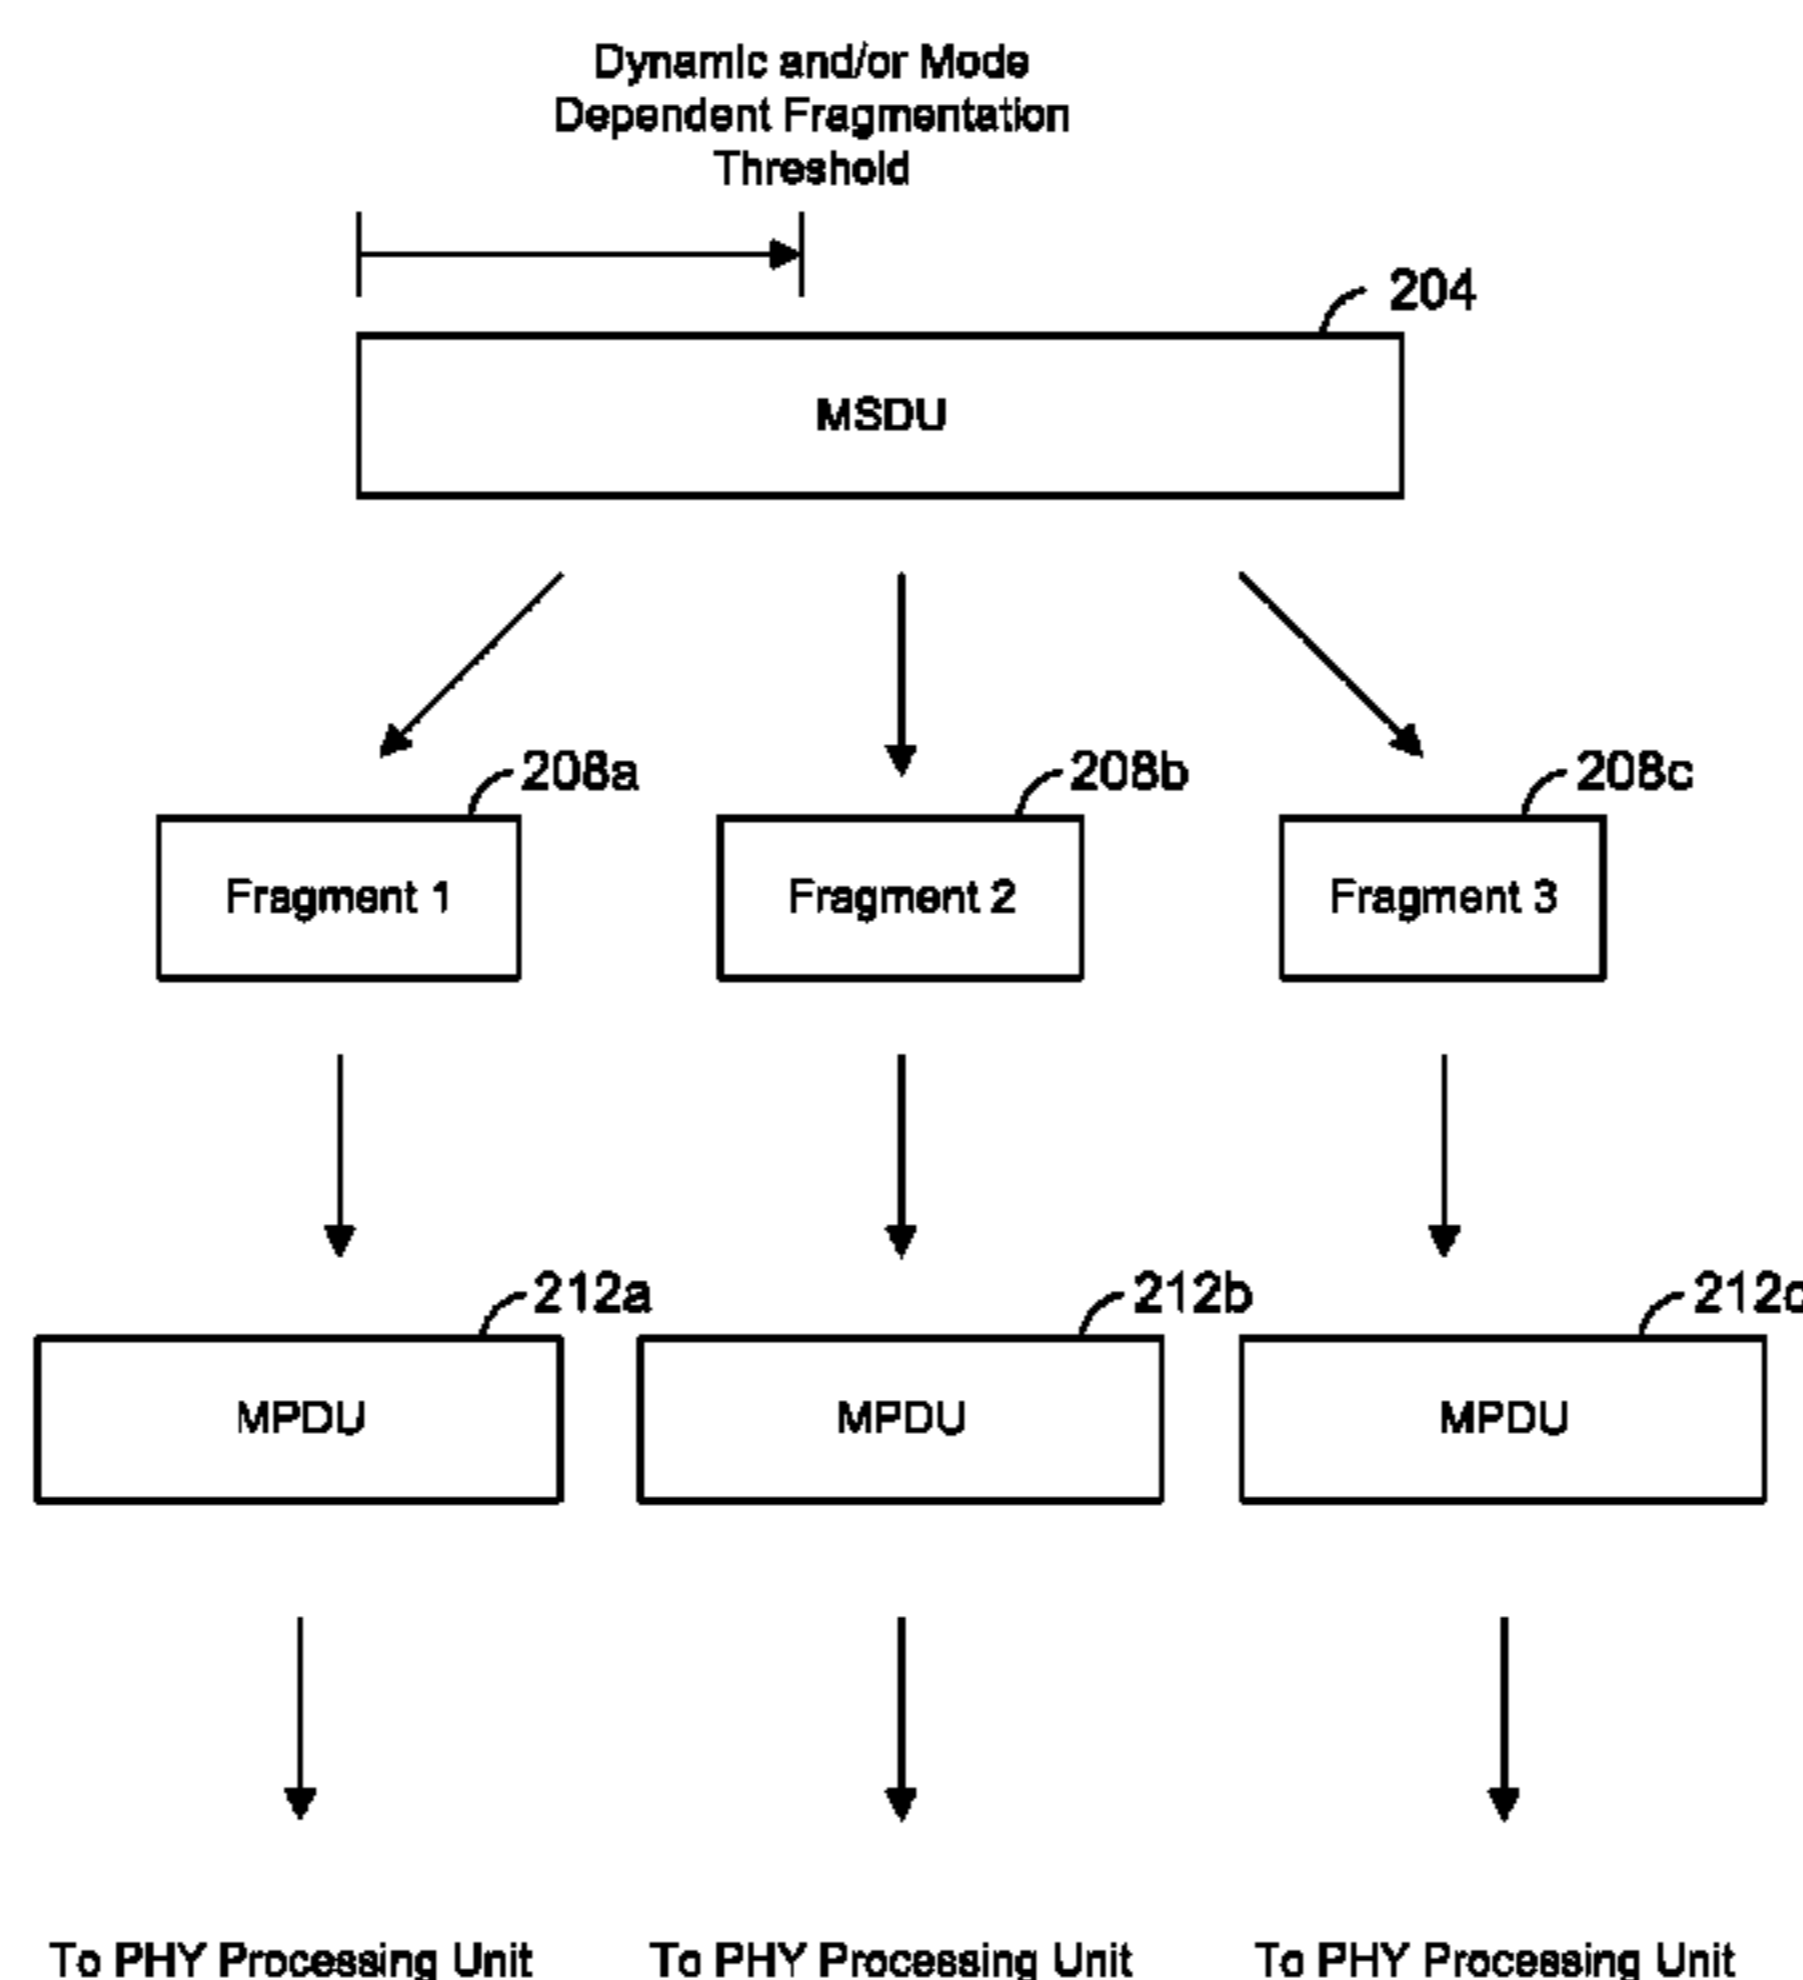 Dynamic and/or Mode
Dependent Fragmentation
Threshold
204
MSDU
208a
208b
208c
Fragment 1
Fragment 2
Fragment 3
212a
212b
212c
MPDU
MPDU
MPDU
To PHY Processing Unit
To PHY Processing Unit
To PHY Processing Unit